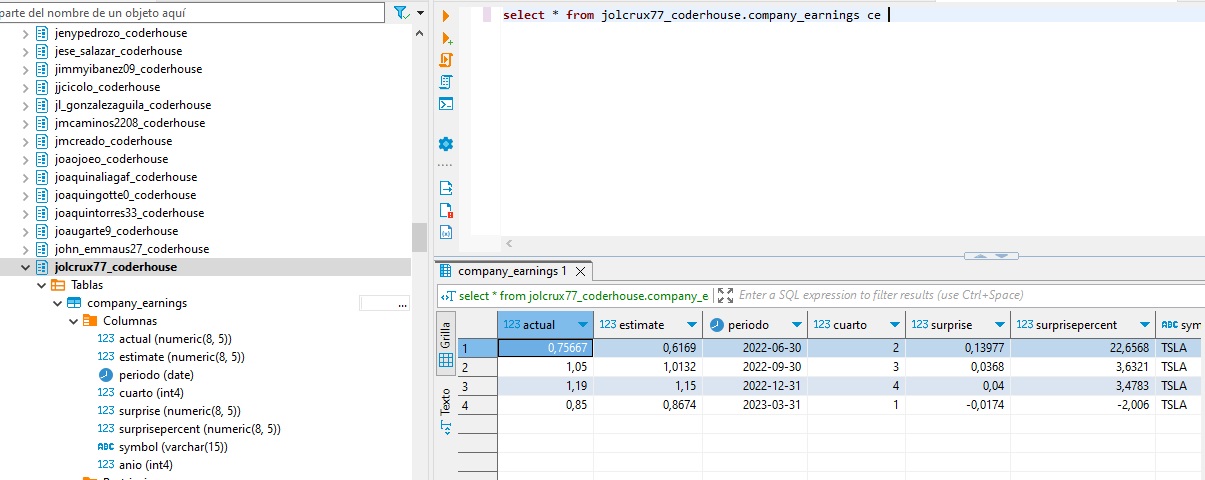 parte del nombre de un objeto aquí
jenypedrozo_coderhouse
jese_salazar_coderhouse
jimmyibanez09_coderhouse
jjcicolo_coderhouse
jl_gonzalezaguila_coderhouse
jmcaminos2208_coderhouse
jmcreado_coderhouse
joaojoeo_coderhouse
joaquinaliagaf_coderhouse
joaquingotte0_coderhouse
joaquintorres33_coderhouse
joaugarte9_coderhouse
john_emmaus27_coderhouse
jolcrux77_coderhouse
Tablas
company_earnings ...
Columnas
123 actual (numeric(8, 5))
123 estimate (numeric(8, 5))
periodo (date)
123 cuarto (int4)
123 surprise (numeric(8, 5))
123 surprisepercent (numeric(8, 5))
ABC symbol (varchar(15))
123 anio (int4)
select * from jolcrux77_coderhouse.company_earnings ce
company_earnings 1
select * from jolcrux77_coderhouse.company_e Enter a SQL expression to filter results (use Ctrl+Space)
Grilla
Texto
123 actual 123 estimate periodo 123 cuarto 123 surprise 123 surprisepercent ABC sym
1 0,75667 0,6169 2022-06-30 2 0,13977 22,6568 TSLA
2 1,05 1,0132 2022-09-30 3 0,0368 3,6321 TSLA
3 1,19 1,15 2022-12-31 4 0,04 3,4783 TSLA
4 0,85 0,8674 2023-03-31 1 -0,0174 -2,006 TSLA